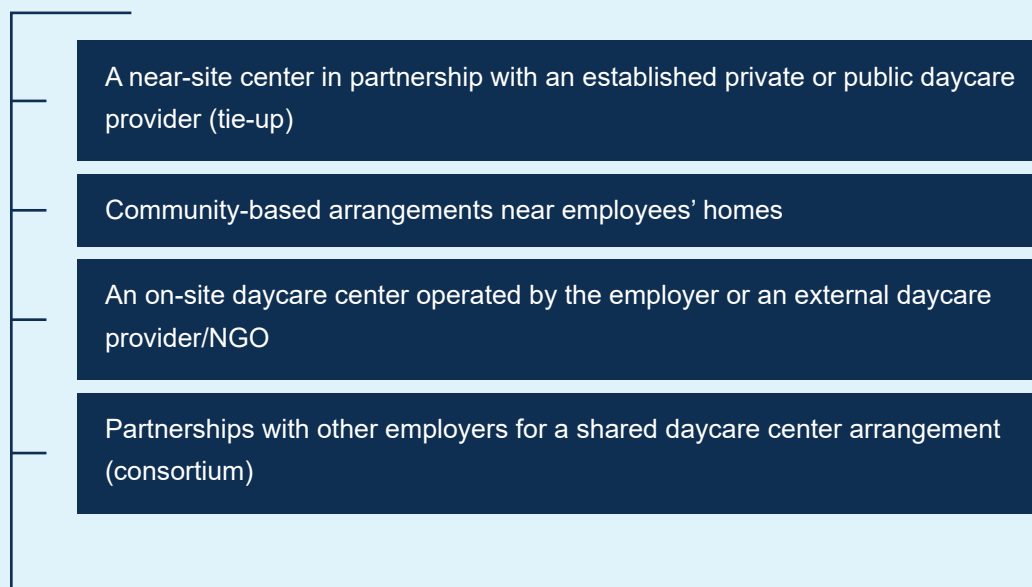 A near-site center in partnership with an established private or public daycare
provider (tie-up)
Community-based arrangements near employees’ homes
An on-site daycare center operated by the employer or an external daycare
provider/NGO
Partnerships with other employers for a shared daycare center arrangement
(consortium)